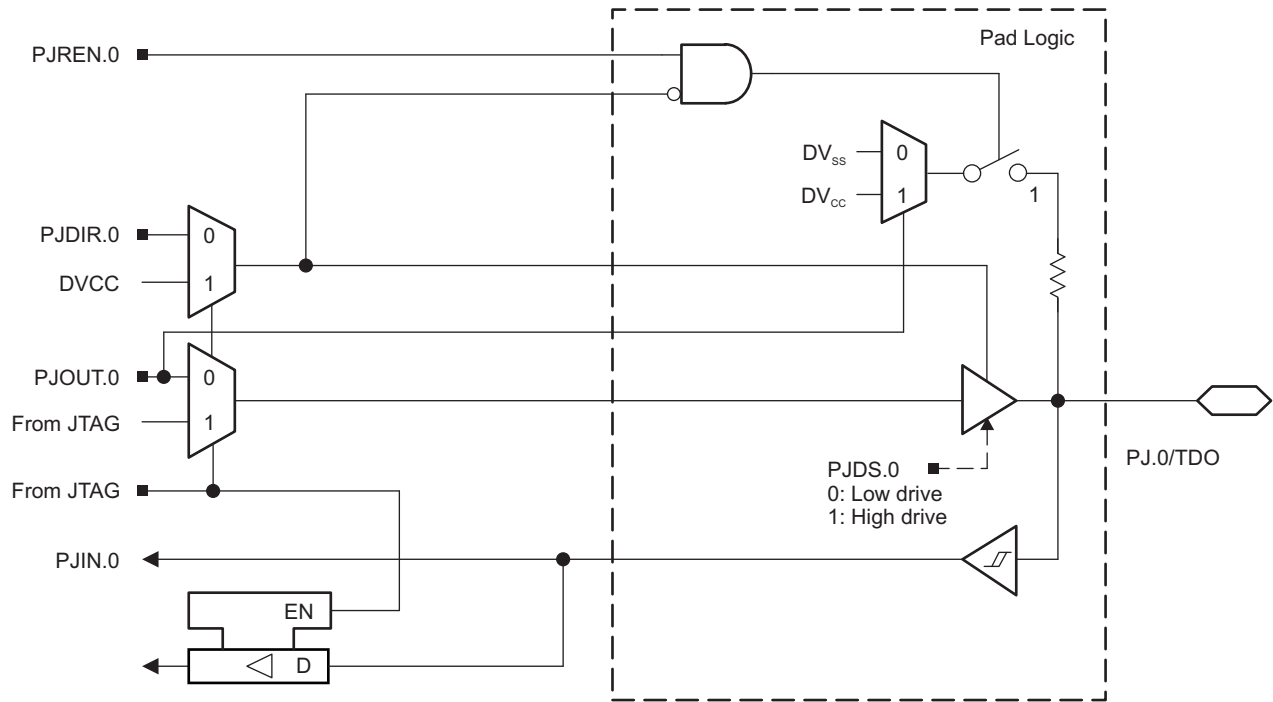 Pad Logic
PJREN.0
DVSS 0
DVCC 1
1
PJDIR.0 0
DVCC 1
PJOUT.0 0
From JTAG 1
PJ.0/TDO
PJDS.0
0: Low drive
1: High drive
From JTAG
PJIN.0
EN
D